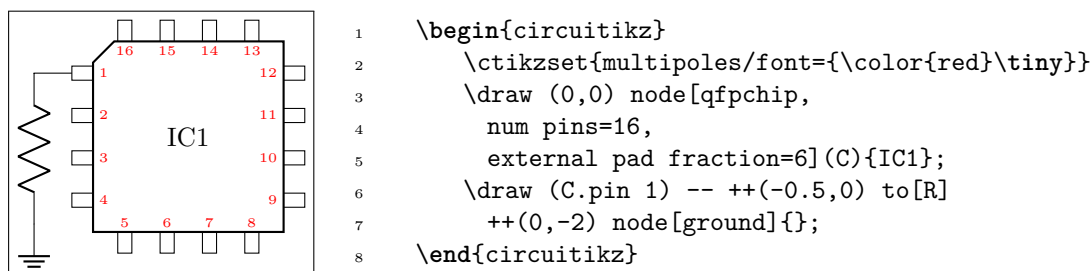 16 15 14 13
1 12
2 11
IC1
3 10
4 9
5 6 7 8
1 \begin{circuitikz}
2 \ctikzset{multipoles/font={\color{red}\tiny}}
3 \draw (0,0) node[qfpchip,
4 num pins=16,
5 external pad fraction=6](C){IC1};
6 \draw (C.pin 1) -- ++(-0.5,0) to[R]
7 ++(0,-2) node[ground]{};
8 \end{circuitikz}